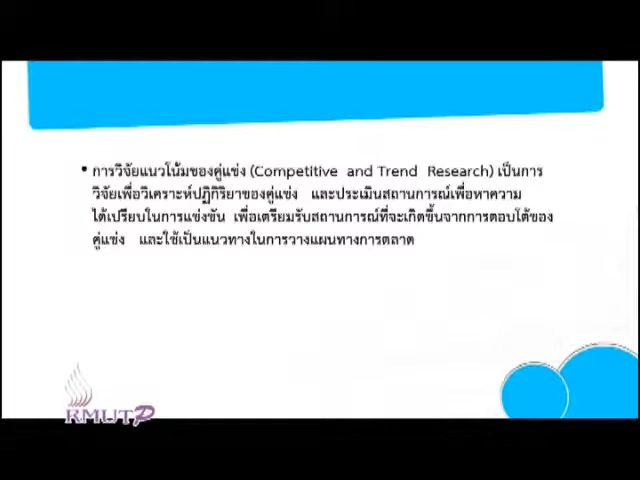 • การวิจัยแนวโน้มของคู่แข่ง (Competitive and Trend Research) เป็นการ
วิจัยเพื่อวิเคราะห์ปฏิกิริยาของคู่แข่ง และประเมินสถานการณ์เพื่อหาความ
ได้เปรียบในการแข่งขัน เพื่อเตรียมรับสถานการณ์ที่จะเกิดขึ้นจากการตอบโต้ของ
คู่แข่ง และใช้เป็นแนวทางในการวางแผนทางการตลาด
RMUTP